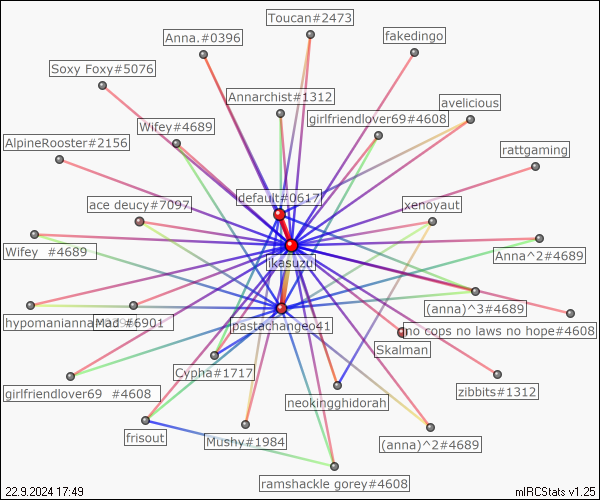 Toucan#2473
Anna.#0396
fakedingo
Soxy Foxy#5076
Annarchist#1312
avelicious
girlfriendlover69#4608
Wifey#4689
AlpineRooster#2156
rattgaming
default#0617
ace deucy#7097
xenoyaut
Wifey #4689
Anna^2#4689
ikasuzu
(anna)^3#4689
hypomanianna
Mad #6901
pastachangeo41
no cops no laws no hope#4608
Skalman
Cypha#1717
girlfriendlover69 #4608
zibbits#1312
neokingghidorah
frisout
Mushy#1984
(anna)^2#4689
ramshackle gorey#4608
22.9.2024 17:49
mIRCStats v1.25